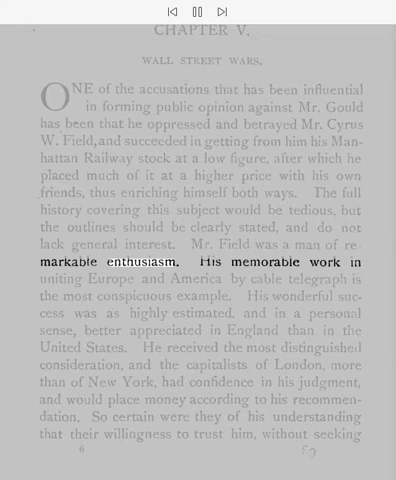 CHAPTER V.
WALL STREET WARS.
ONE of the accusations that has been influential
in forming public opinion against Mr. Gould
has been that he oppressed and betrayed Mr. Cyrus
W. Field, and succeeded in getting from him his Man-
hattan Railway stock at a low figure, after which he
placed much of it at a higher price with his own
friends, thus enriching himself both ways. The full
history covering this subject would be tedious, but
the outlines should be clearly stated, and do not
lack general interest. Mr. Field was a man of re-
markable enthusiasm. His memorable work in
uniting Europe and America by cable telegraph is
the most conspicuous example. His wonderful suc-
cess was as highly estimated, and in a personal
sense, better appreciated in England than in the
United States. He received the most distinguished
consideration, and the capitalists of London, more
than of New York, had confidence in his judgment,
and would place money according to his recommen-
dation. So certain were they of his understanding
that their willingness to trust him, without seeking
6